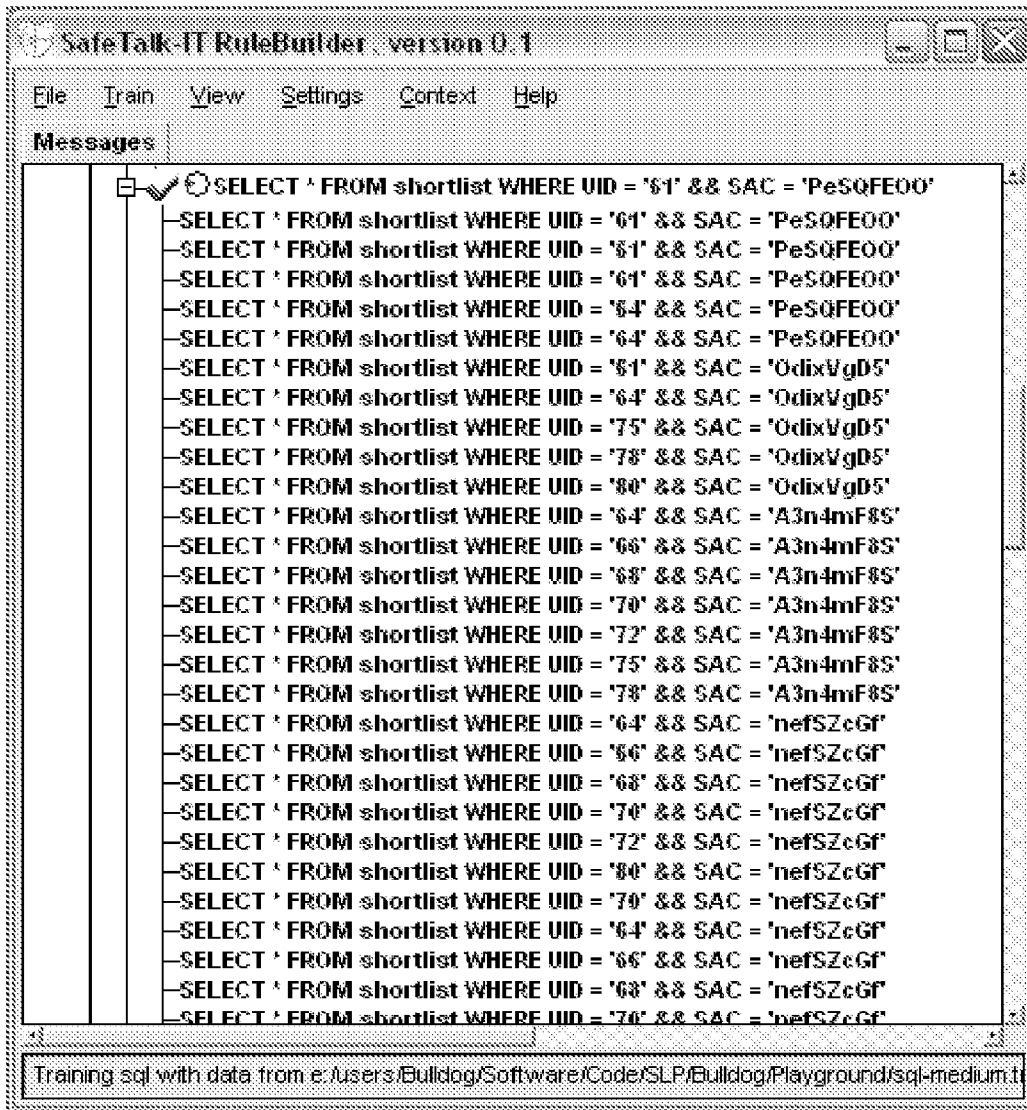 SafeTalk-IT RuleBuilder, version 0.1
File Train View Settings Context Help
Messages
SELECT * FROM shortlist WHERE UID = '61' && SAC = 'PeSQFEOO'
SELECT * FROM shortlist WHERE UID = '61' && SAC = 'PeSQFEOO'
SELECT * FROM shortlist WHERE UID = '61' && SAC = 'PeSQFEOO'
SELECT * FROM shortlist WHERE UID = '61' && SAC = 'PeSQFEOO'
SELECT * FROM shortlist WHERE UID = '64' && SAC = 'PeSQFEOO'
SELECT * FROM shortlist WHERE UID = '64' && SAC = 'PeSQFEOO'
SELECT * FROM shortlist WHERE UID = '61' && SAC = 'OdixVgD5'
SELECT * FROM shortlist WHERE UID = '64' && SAC = 'OdixVgD5'
SELECT * FROM shortlist WHERE UID = '75' && SAC = 'OdixVgD5'
SELECT * FROM shortlist WHERE UID = '78' && SAC = 'OdixVgD5'
SELECT * FROM shortlist WHERE UID = '80' && SAC = 'OdixVgD5'
SELECT * FROM shortlist WHERE UID = '64' && SAC = 'A3n4mF8S'
SELECT * FROM shortlist WHERE UID = '66' && SAC = 'A3n4mF8S'
SELECT * FROM shortlist WHERE UID = '68' && SAC = 'A3n4mF8S'
SELECT * FROM shortlist WHERE UID = '70' && SAC = 'A3n4mF8S'
SELECT * FROM shortlist WHERE UID = '72' && SAC = 'A3n4mF8S'
SELECT * FROM shortlist WHERE UID = '75' && SAC = 'A3n4mF8S'
SELECT * FROM shortlist WHERE UID = '78' && SAC = 'A3n4mF8S'
SELECT * FROM shortlist WHERE UID = '64' && SAC = 'nefSZcGf'
SELECT * FROM shortlist WHERE UID = '66' && SAC = 'nefSZcGf'
SELECT * FROM shortlist WHERE UID = '68' && SAC = 'nefSZcGf'
SELECT * FROM shortlist WHERE UID = '70' && SAC = 'nefSZcGf'
SELECT * FROM shortlist WHERE UID = '72' && SAC = 'nefSZcGf'
SELECT * FROM shortlist WHERE UID = '80' && SAC = 'nefSZcGf'
SELECT * FROM shortlist WHERE UID = '70' && SAC = 'nefSZcGf'
SELECT * FROM shortlist WHERE UID = '64' && SAC = 'nefSZcGf'
SELECT * FROM shortlist WHERE UID = '66' && SAC = 'nefSZcGf'
SELECT * FROM shortlist WHERE UID = '68' && SAC = 'nefSZcGf'
SELECT * FROM shortlist WHERE UID = '70' && SAC = 'nefSZcGf'
Training sql with data from e:/users/Bulldog/Software/Code/SLP/Bulldog/Playground/sql-medium.t